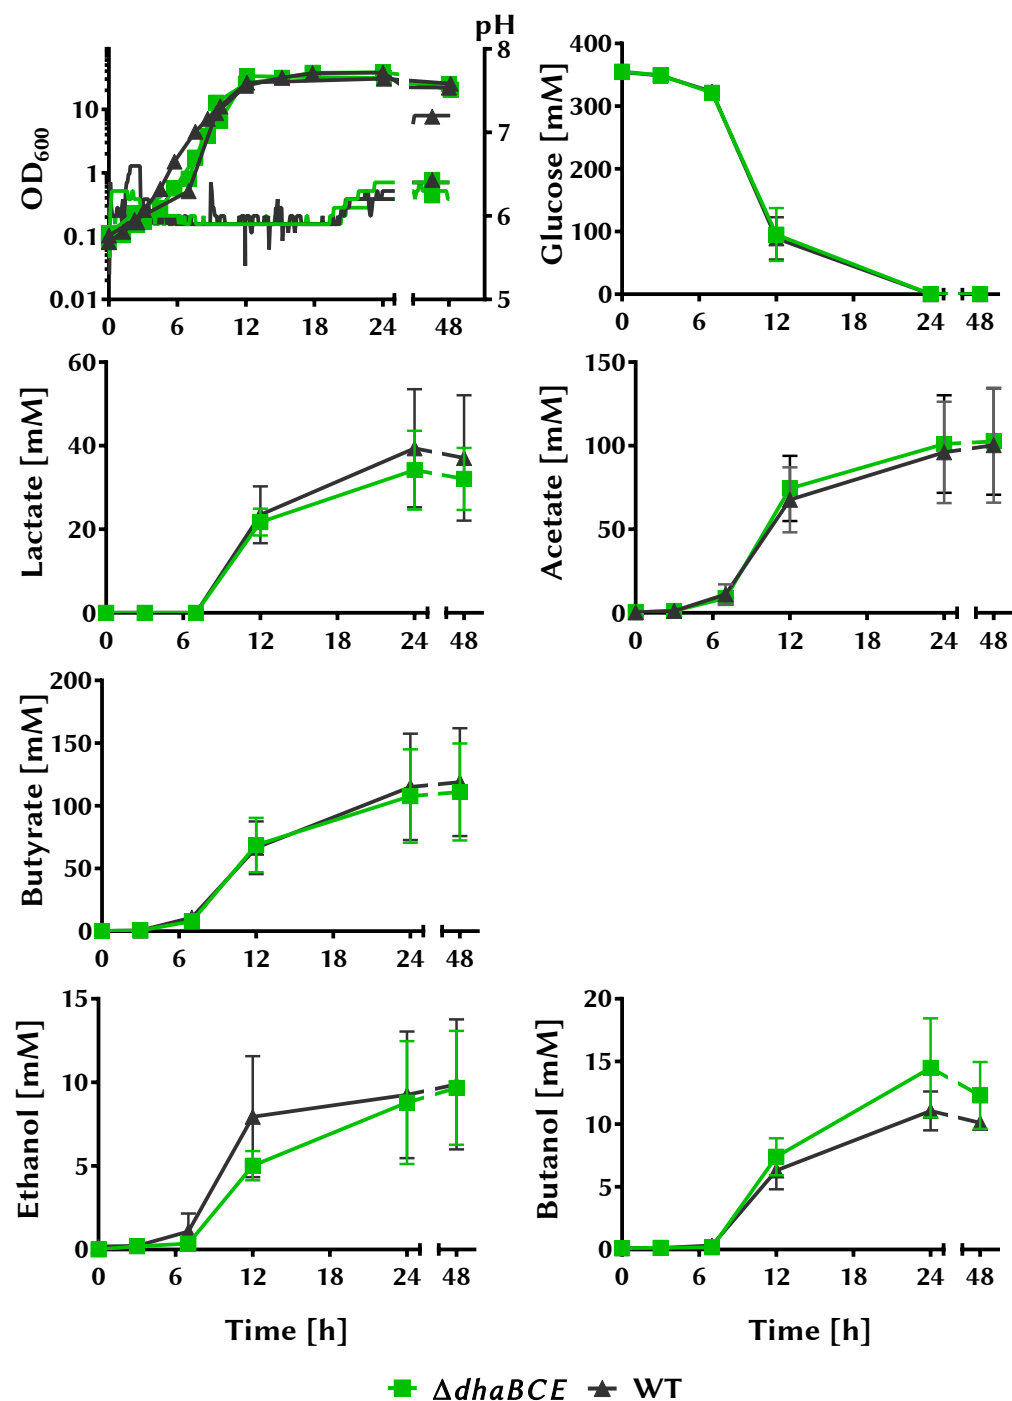 pH
OD600
10
1
0.1
0.01
8
7
6
5
0 6 12 18 24 48
Glucose [mM]
400
300
200
100
0
0 6 12 18 24 48
Lactate [mM]
60
40
20
0
0 6 12 18 24 48
Acetate [mM]
150
100
50
0
0 6 12 18 24 48
Butyrate [mM]
200
150
100
50
0
0 6 12 18 24 48
Ethanol [mM]
15
10
5
0
0 6 12 18 24 48
Time [h]
Butanol [mM]
20
15
10
5
0
0 6 12 18 24 48
Time [h]
ΔdhaBCE WT